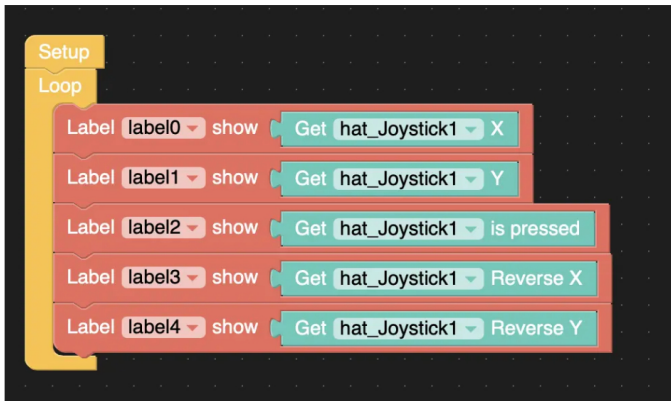 Setup
Loop
Label label0 show Get hat_Joystick1 X
Label label1 show Get hat_Joystick1 Y
Label label2 show Get hat_Joystick1 is pressed
Label label3 show Get hat_Joystick1 Reverse X
Label label4 show Get hat_Joystick1 Reverse Y